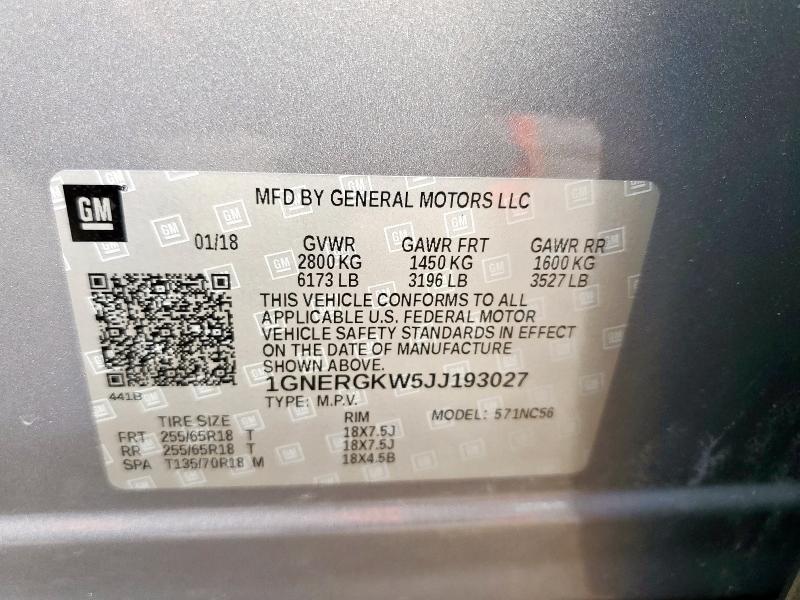 GM
MFD BY GENERAL MOTORS LLC
01/18 GVWR GAWR FRT GAWR RR
2800 KG 1450 KG 1600 KG
6173 LB 3196 LB 3527 LB
THIS VEHICLE CONFORMS TO ALL
APPLICABLE U.S. FEDERAL MOTOR
VEHICLE SAFETY STANDARDS IN EFFECT
ON THE DATE OF MANUFACTURE
SHOWN ABOVE.
1GNERGKW5JJ193027
441B
TYPE: M.P.V.
TIRE SIZE RIM MODEL: 571NC56
FRT 255/65R18 T 18X7.5J
RR 255/65R18 T 18X7.5J
SPA T135/70R18 M 18X4.5B